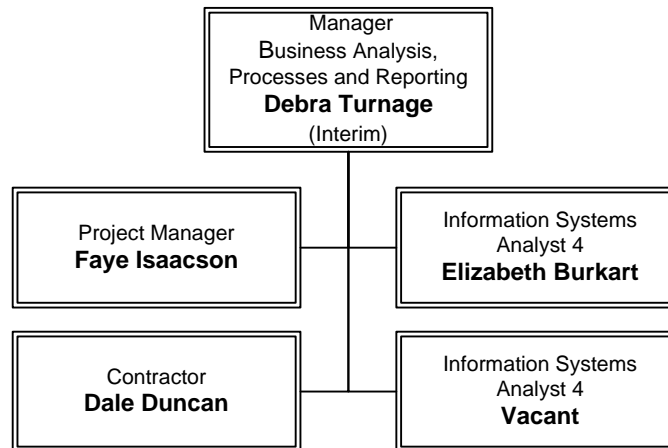 Manager
Business Analysis,
Processes and Reporting
Debra Turnage
(Interim)
Project Manager
Faye Isaacson
Information Systems
Analyst 4
Elizabeth Burkart
Contractor
Dale Duncan
Information Systems
Analyst 4
Vacant